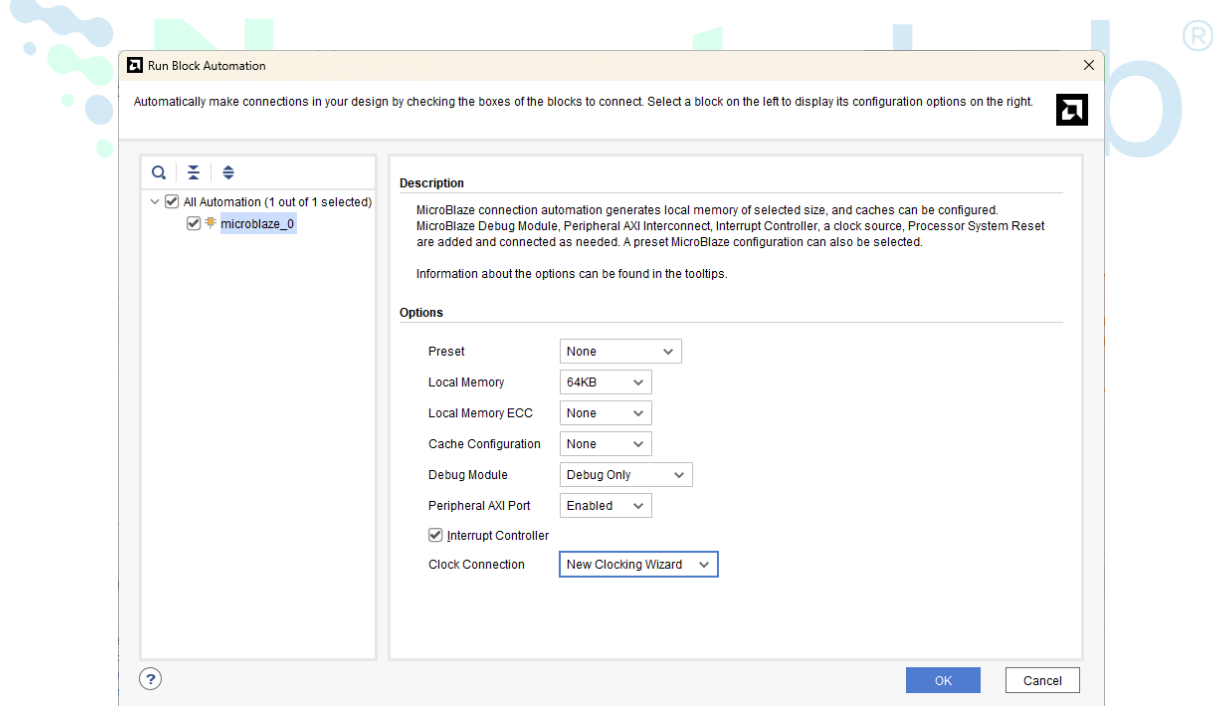 ®
Run Block Automation
Automatically make connections in your design by checking the boxes of the blocks to connect. Select a block on the left to display its configuration options on the right.
All Automation (1 out of 1 selected)
microblaze_0
Description
MicroBlaze connection automation generates local memory of selected size, and caches can be configured.
MicroBlaze Debug Module, Peripheral AXI Interconnect, Interrupt Controller, a clock source, Processor System Reset
are added and connected as needed. A preset MicroBlaze configuration can also be selected.
Information about the options can be found in the tooltips.
Options
Preset None
Local Memory 64KB
Local Memory ECC None
Cache Configuration None
Debug Module Debug Only
Peripheral AXI Port Enabled
Interrupt Controller
Clock Connection New Clocking Wizard
? OK Cancel